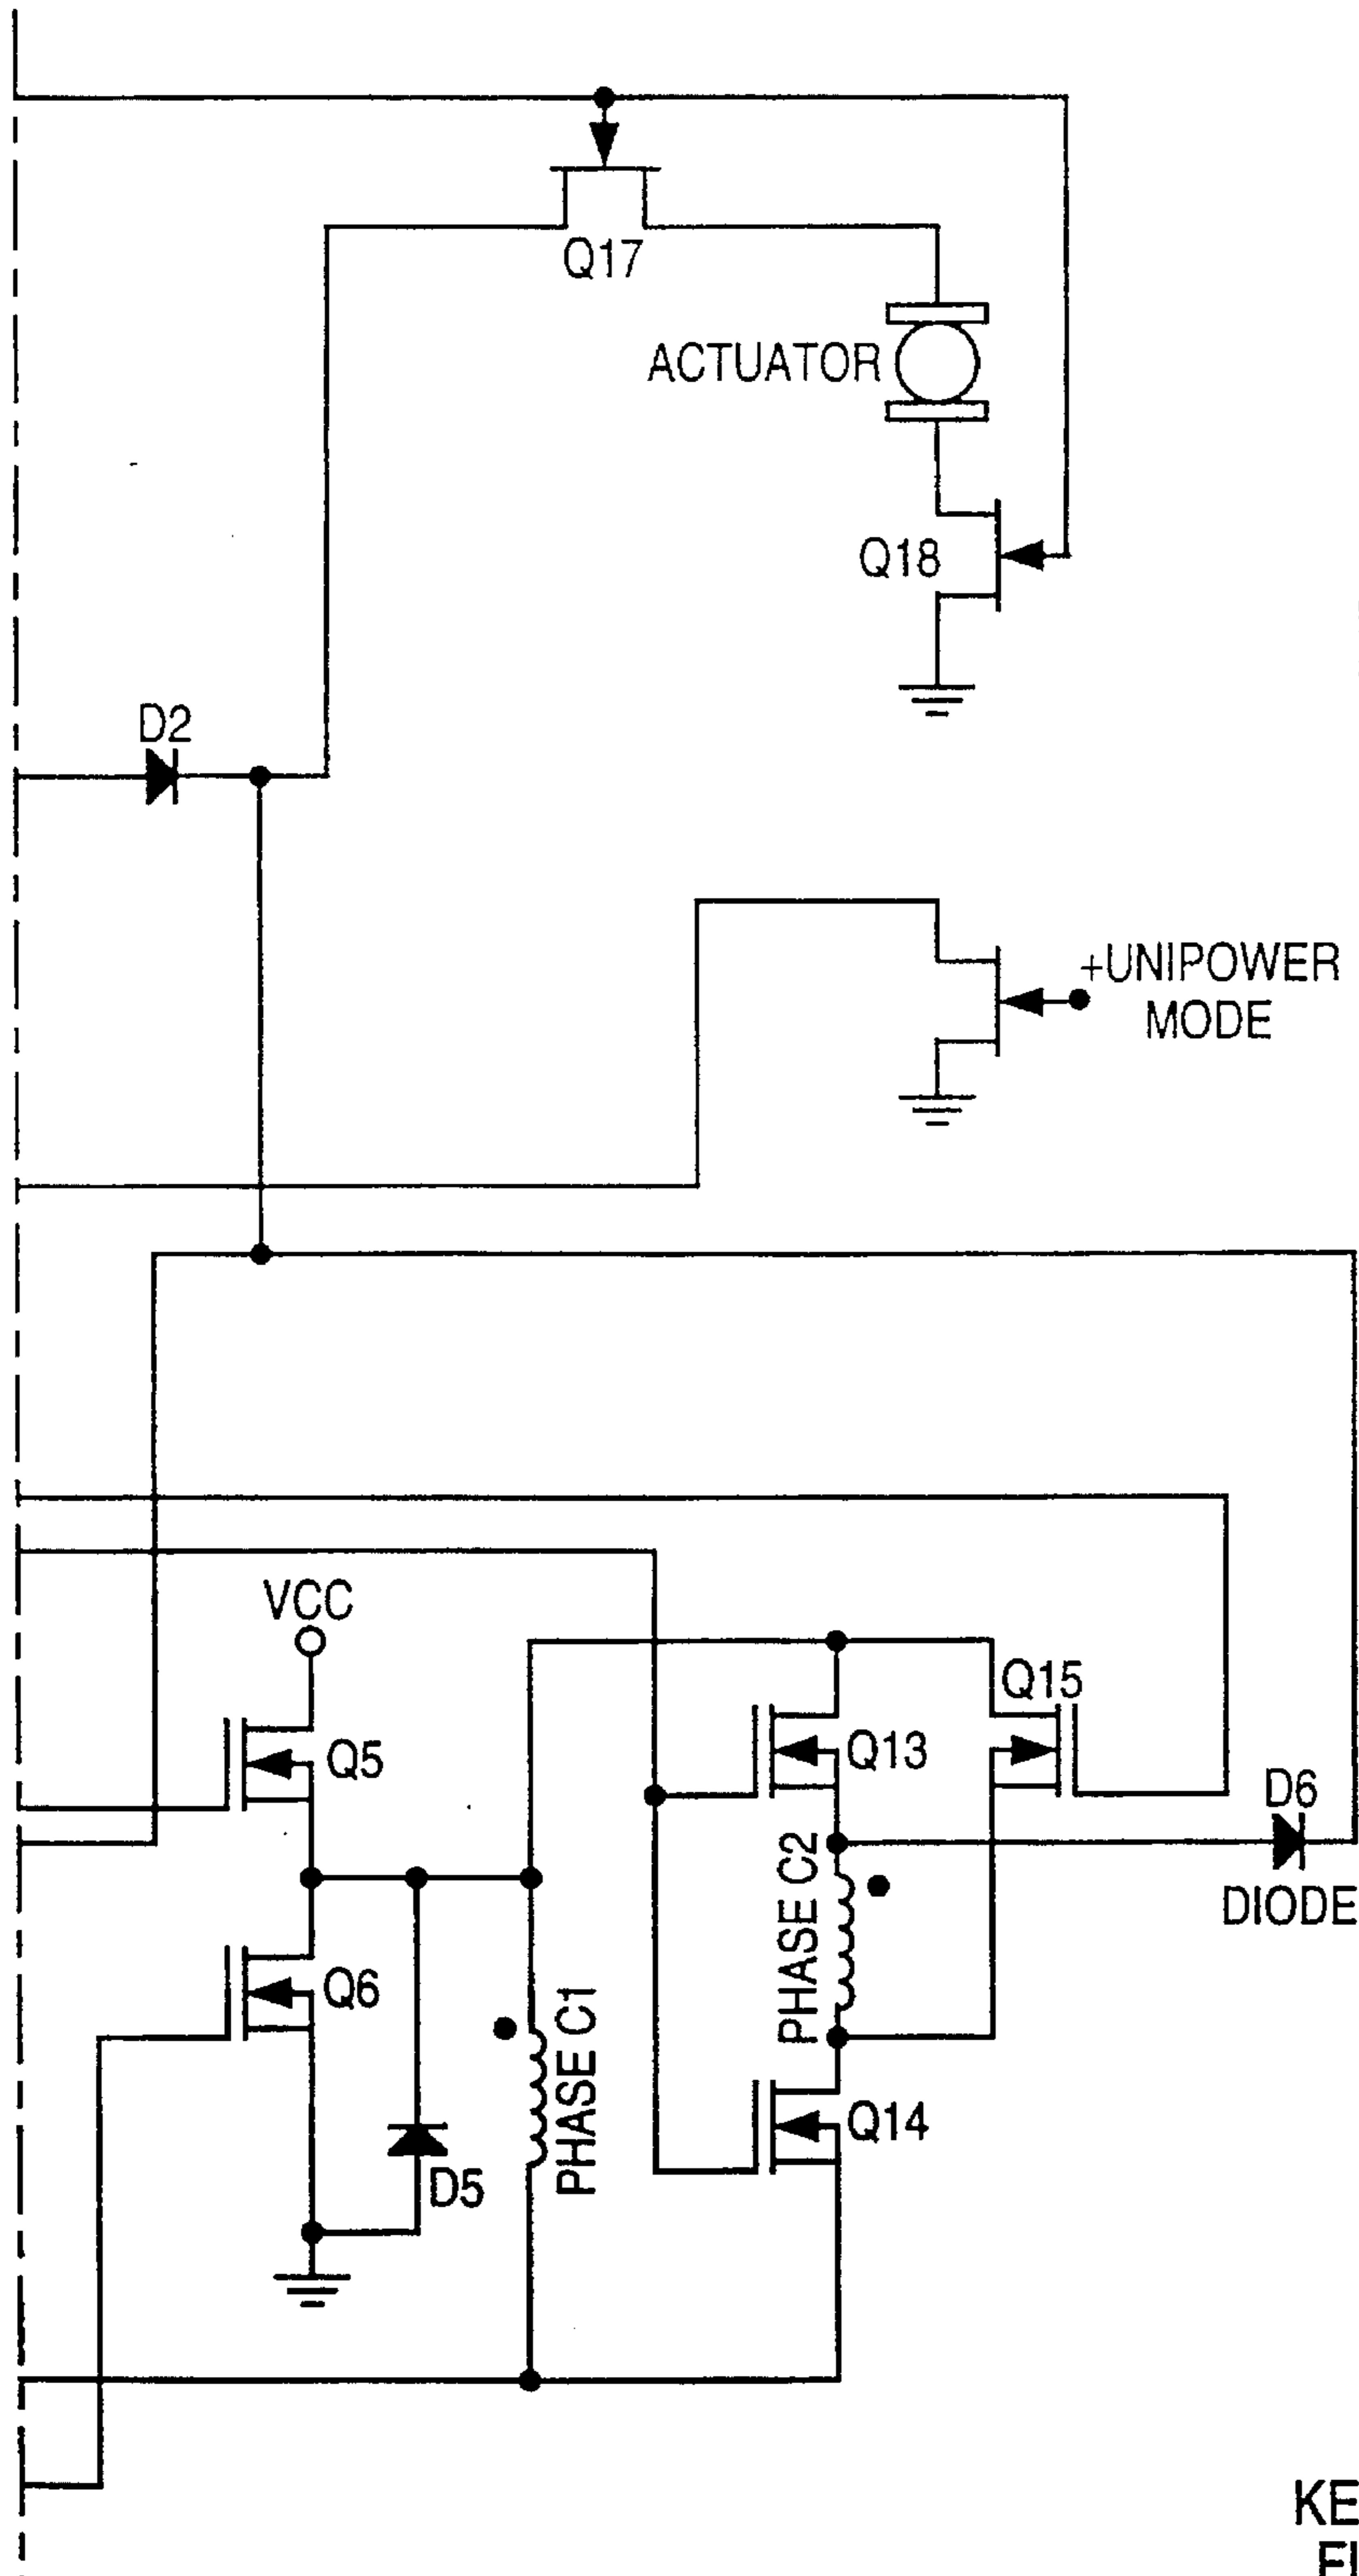 Q17
ACTUATOR
Q18
D2
+UNIPOWER
MODE
VCC
Q15
Q5
Q13
D6
PHASE C2
DIODE
Q6
PHASE C1
Q14
D5
KE